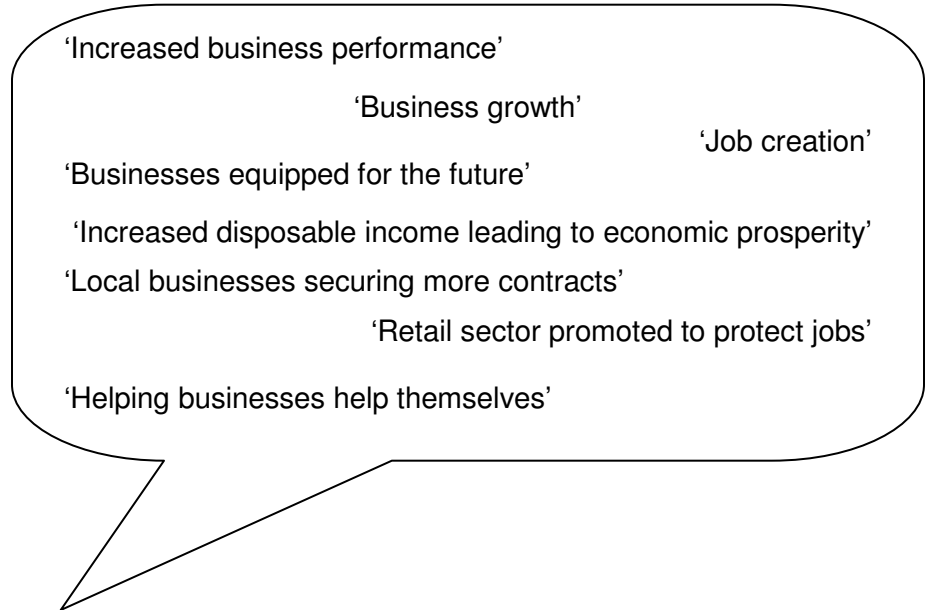 ‘Increased business performance’
‘Business growth’
‘Job creation’
‘Businesses equipped for the future’
‘Increased disposable income leading to economic prosperity’
‘Local businesses securing more contracts’
‘Retail sector promoted to protect jobs’
‘Helping businesses help themselves’